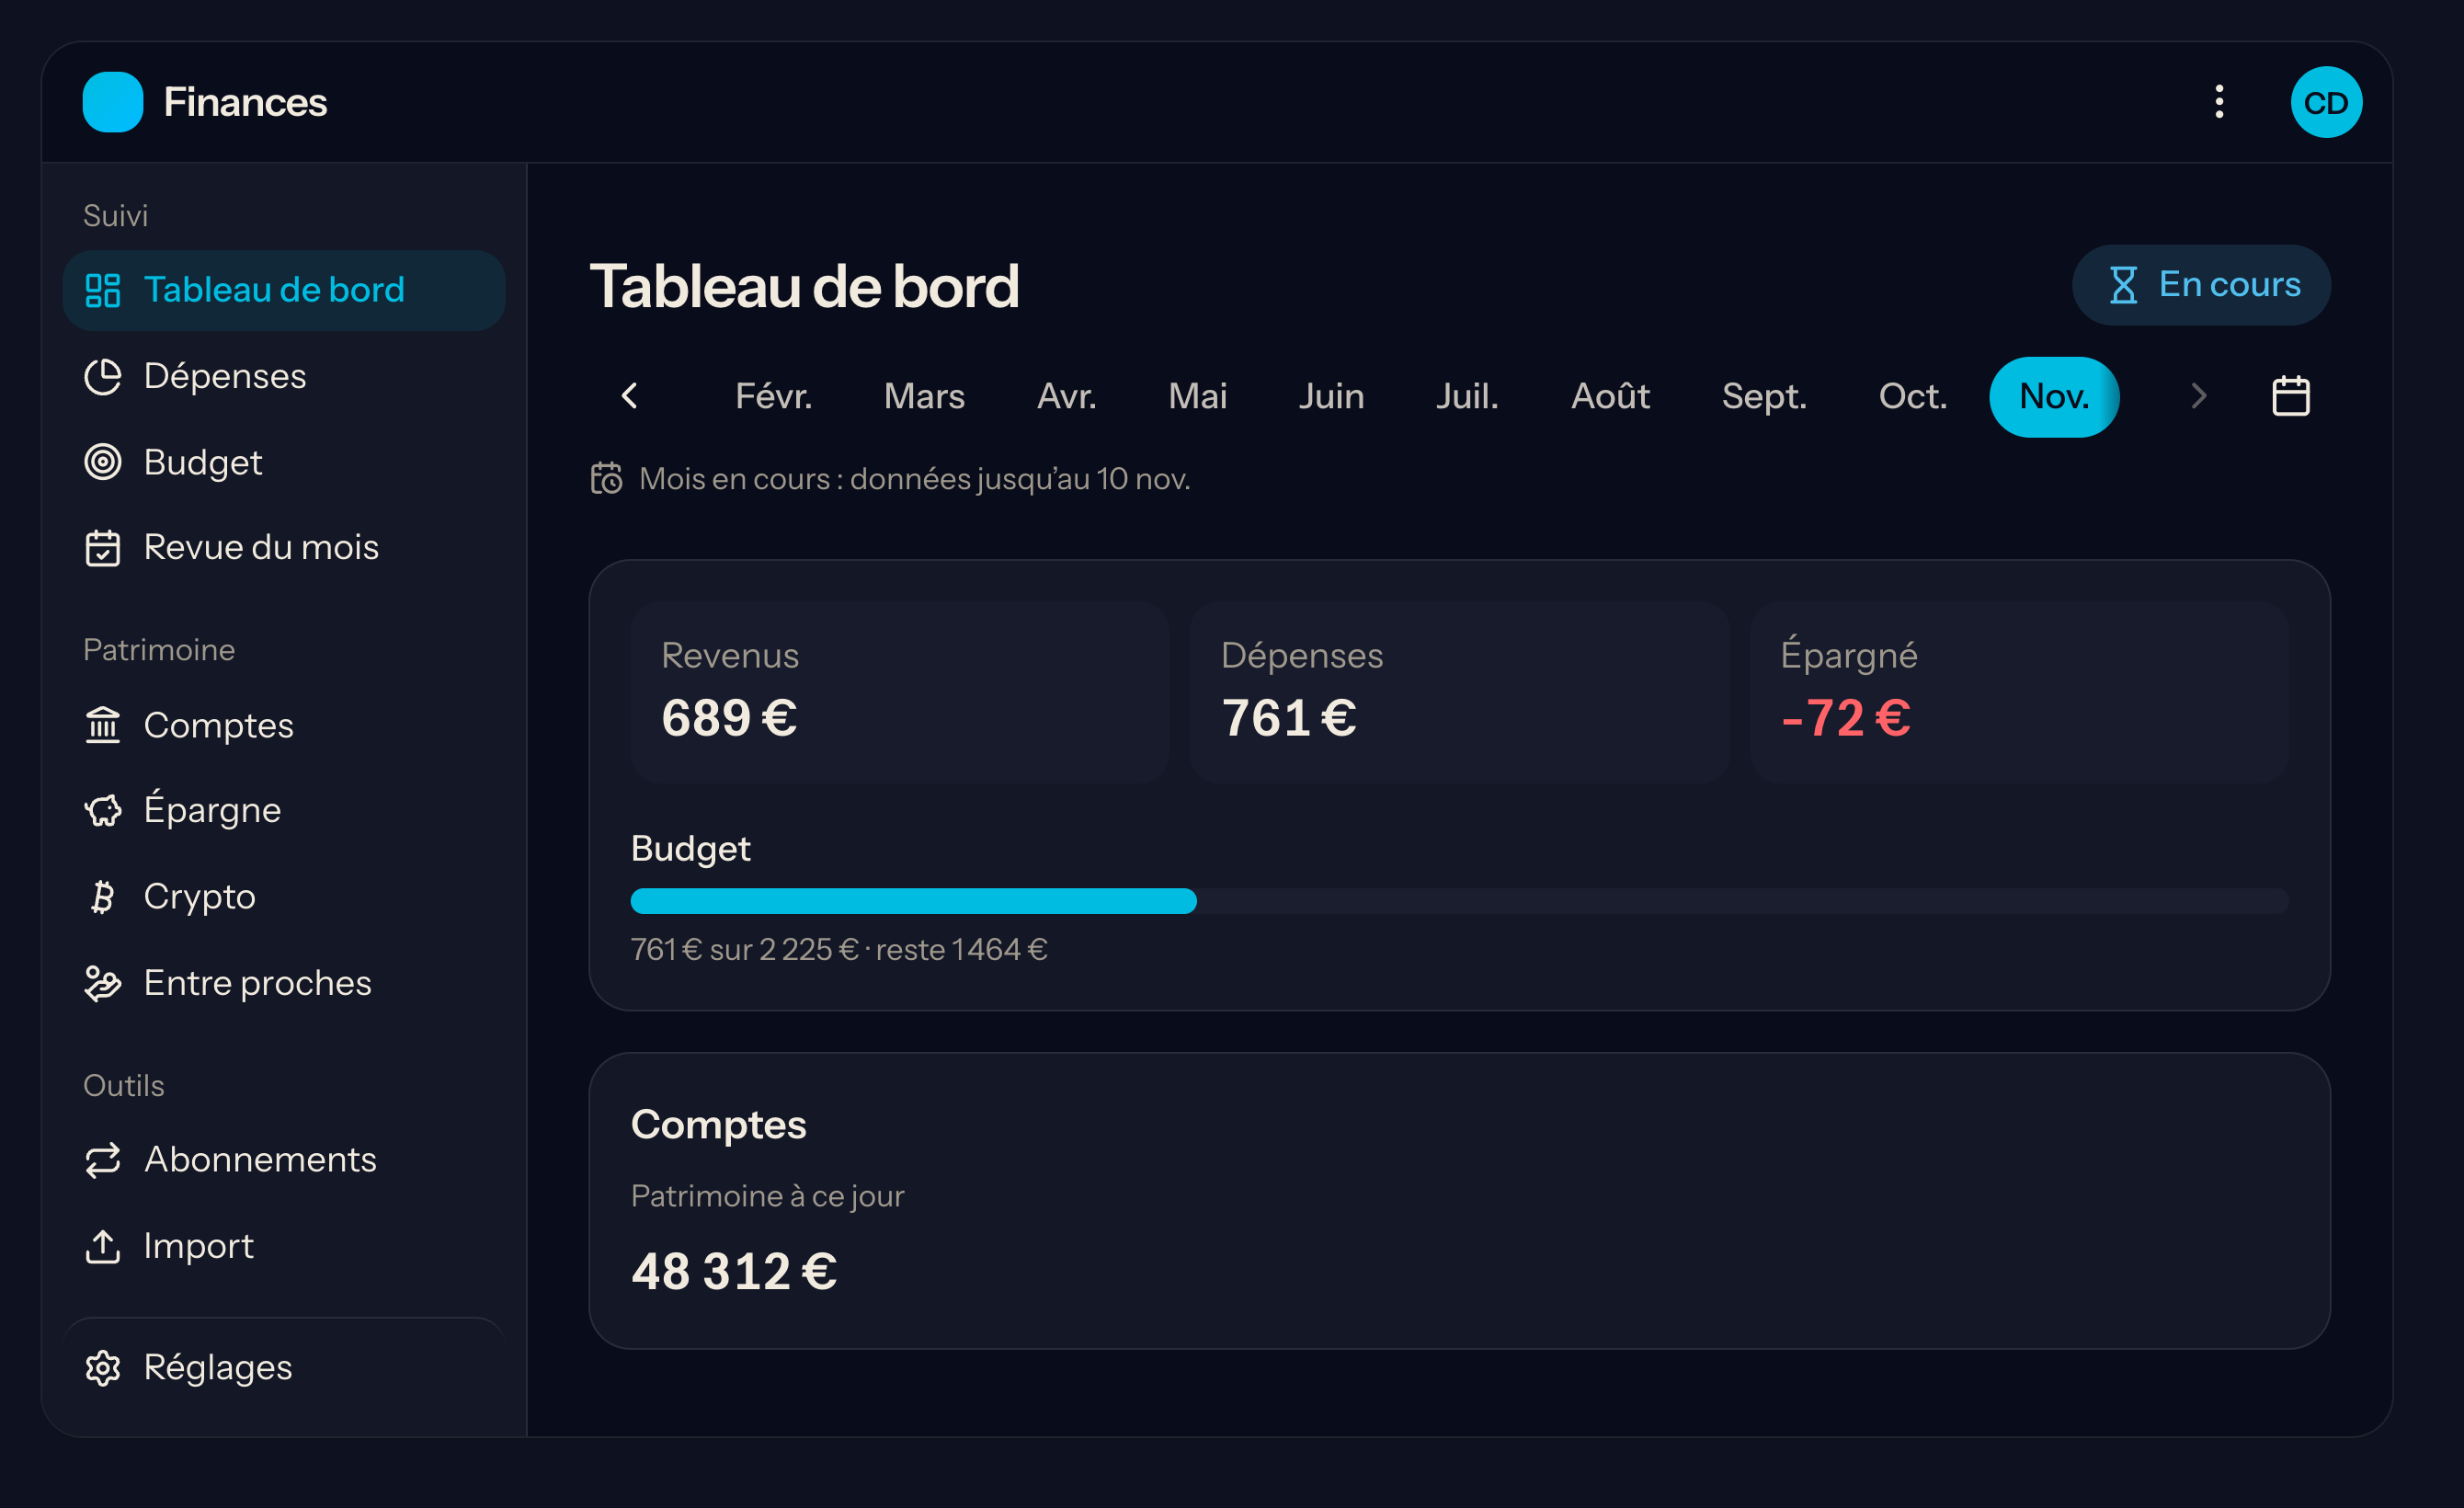 Finances
CD
Suivi
Tableau de bord
Dépenses
Budget
Revue du mois
Patrimoine
Comptes
Épargne
Crypto
Entre proches
Outils
Abonnements
Import
Réglages
Tableau de bord
En cours
Févr. Mars Avr. Mai Juin Juil. Août Sept. Oct. Nov.
Mois en cours : données jusqu’au 10 nov.
Revenus
689 €
Dépenses
761 €
Épargné
-72 €
Budget
761 € sur 2 225 € · reste 1 464 €
Comptes
Patrimoine à ce jour
48 312 €